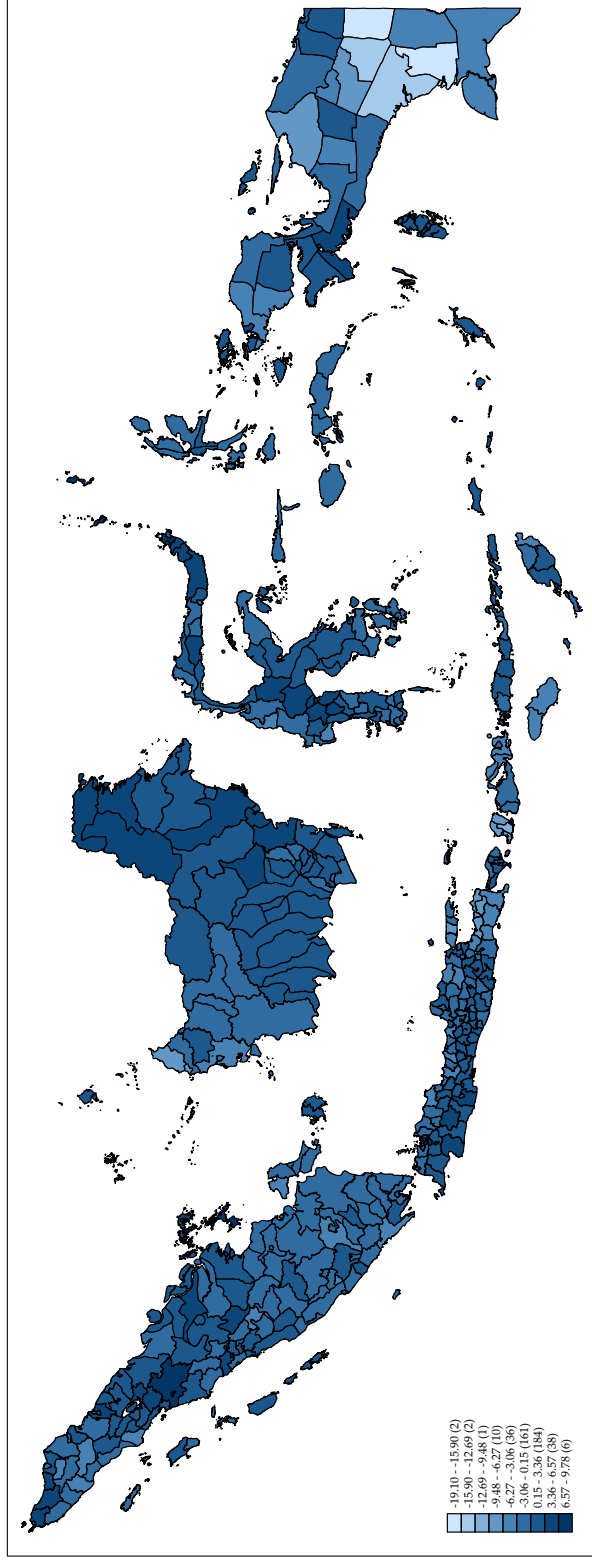 -19.10 - -15.90 (2)
-15.90 - -12.69 (2)
-12.69 - -9.48 (1)
-9.48 - -6.27 (10)
-6.27 - -3.06 (36)
-3.06 - 0.15 (161)
0.15 - 3.36 (184)
3.36 - 6.57 (38)
6.57 - 9.78 (6)